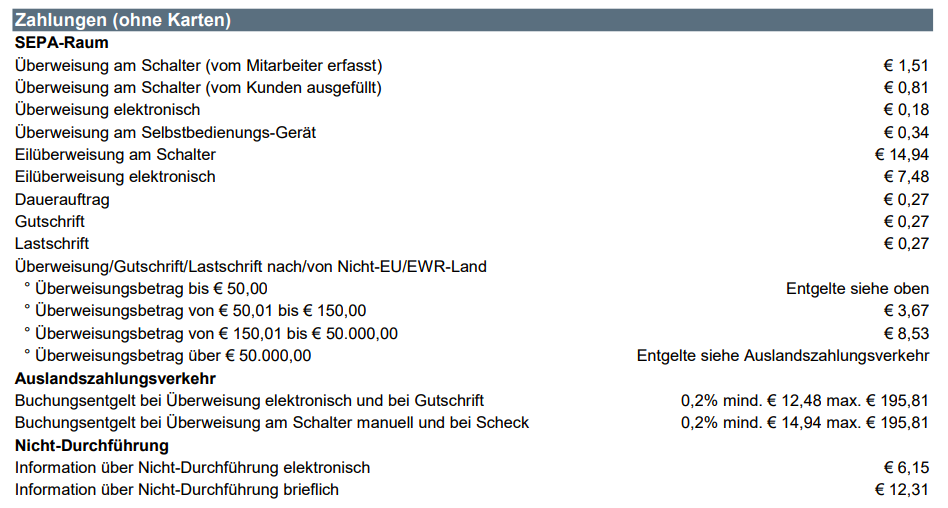 Zahlungen (ohne Karten)
SEPA-Raum
Überweisung am Schalter (vom Mitarbeiter erfasst) € 1,51
Überweisung am Schalter (vom Kunden ausgefüllt) € 0,81
Überweisung elektronisch € 0,18
Überweisung am Selbstbedienungs-Gerät € 0,34
Eilüberweisung am Schalter € 14,94
Eilüberweisung elektronisch € 7,48
Dauerauftrag € 0,27
Gutschrift € 0,27
Lastschrift € 0,27
Überweisung/Gutschrift/Lastschrift nach/von Nicht-EU/EWR-Land
° Überweisungsbetrag bis € 50,00 Entgelte siehe oben
° Überweisungsbetrag von € 50,01 bis € 150,00 € 3,67
° Überweisungsbetrag von € 150,01 bis € 50.000,00 € 8,53
° Überweisungsbetrag über € 50.000,00 Entgelte siehe Auslandszahlungsverkehr
Auslandszahlungsverkehr
Buchungsentgelt bei Überweisung elektronisch und bei Gutschrift 0,2% mind. € 12,48 max. € 195,81
Buchungsentgelt bei Überweisung am Schalter manuell und bei Scheck 0,2% mind. € 14,94 max. € 195,81
Nicht-Durchführung
Information über Nicht-Durchführung elektronisch € 6,15
Information über Nicht-Durchführung brieflich € 12,31